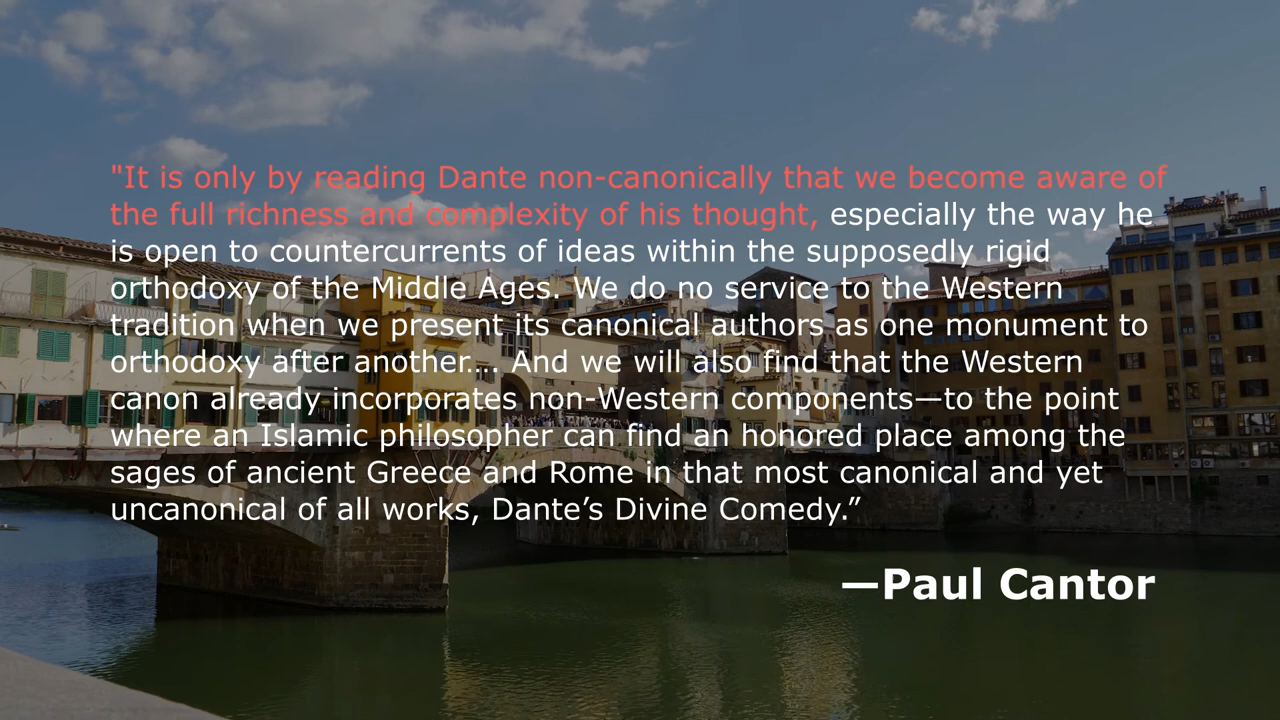 "It is only by reading Dante non-canonically that we become aware of
the full richness and complexity of his thought, especially the way he
is open to countercurrents of ideas within the supposedly rigid
orthodoxy of the Middle Ages. We do no service to the Western
tradition when we present its canonical authors as one monument to
orthodoxy after another…. And we will also find that the Western
canon already incorporates non-Western components—to the point
where an Islamic philosopher can find an honored place among the
sages of ancient Greece and Rome in that most canonical and yet
uncanonical of all works, Dante’s Divine Comedy.”
—Paul Cantor